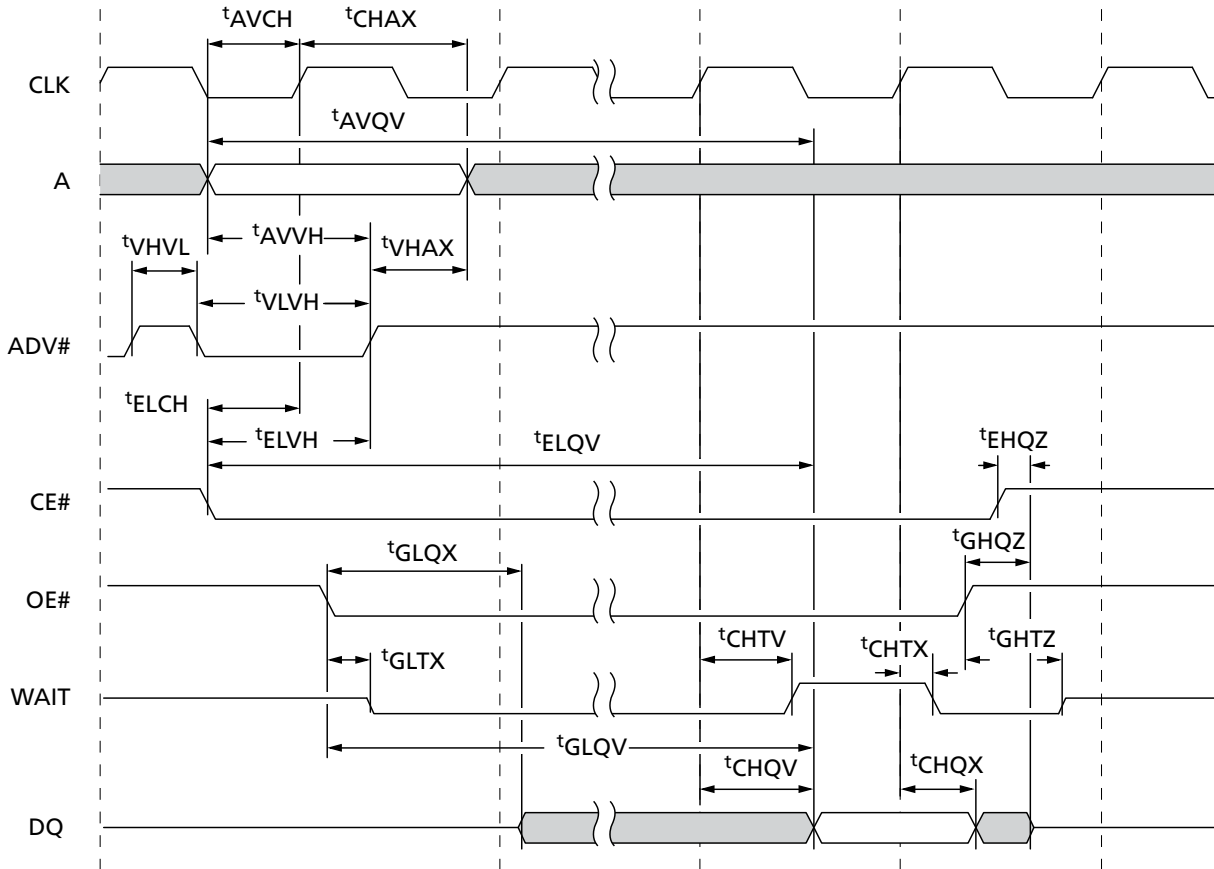 tAVCH tCHAX
CLK
tAVQV
A
tAVVH
tVHVL tVHAX
tVLVH
ADV#
tELCH
tELVH tELQV tEHQZ
CE#
tGLQX tGHQZ
OE#
tCHTV tCHTX tGHTZ
tGLTX
WAIT
tGLQV
tCHQV tCHQX
DQ